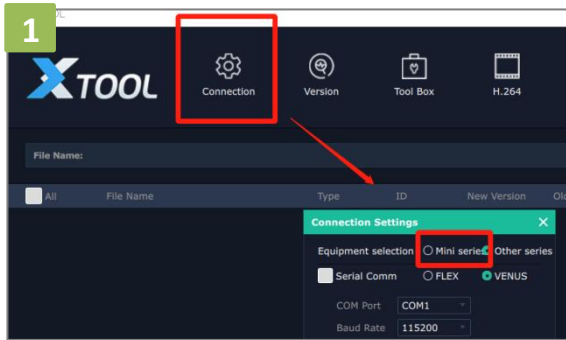 1
XTOOL
Connection
Version
Tool Box
H.264
File Name:
All File Name Type ID New Version
Connection Settings X
Equipment selection Mini series Other series
Serial Comm FLEX VENUS
COM Port COM1
Baud Rate 115200